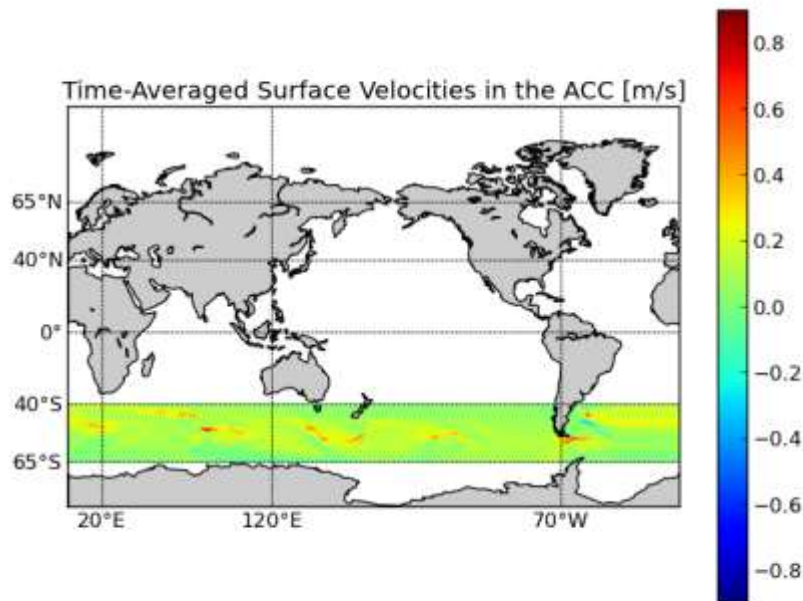 Time-Averaged Surface Velocities in the ACC [m/s]
65°N
40°N
0°
40°S
65°S
20°E
120°E
70°W
0.8
0.6
0.4
0.2
0.0
−0.2
−0.4
−0.6
−0.8